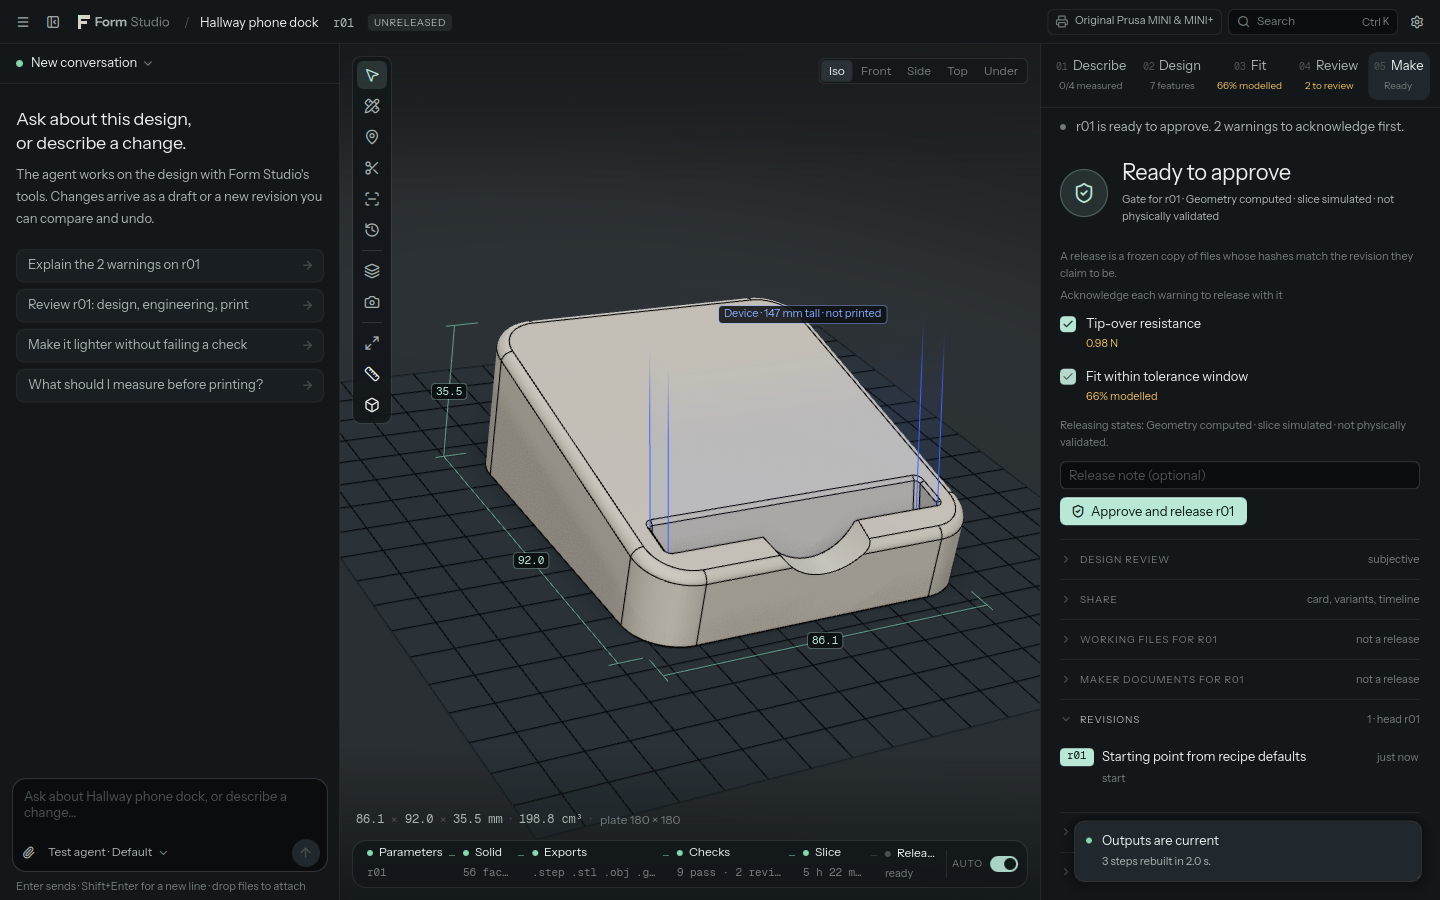 Form Studio / Hallway phone dock r01 UNRELEASED
Original Prusa MINI & MINI+
Search Ctrl K
New conversation
Ask about this design,
or describe a change.
The agent works on the design with Form Studio's
tools. Changes arrive as a draft or a new revision you
can compare and undo.
Explain the 2 warnings on r01
Review r01: design, engineering, print
Make it lighter without failing a check
What should I measure before printing?
Ask about Hallway phone dock, or describe a
change...
Test agent · Default
Enter sends · Shift+Enter for a new line · drop files to attach
Iso Front Side Top Under
Device · 147 mm tall · not printed
35.5
92.0
86.1
86.1 × 92.0 × 35.5 mm · 198.8 cm³ · plate 180 × 180
Parameters Solid Exports Checks Slice Relea…
r01 56 fac… .step .stl .obj .g… 9 pass · 2 revi… 5 h 22 m… ready
AUTO
01 Describe 02 Design 03 Fit 04 Review 05 Make
0/4 measured 7 features 66% modelled 2 to review Ready
r01 is ready to approve. 2 warnings to acknowledge first.
Ready to approve
Gate for r01 · Geometry computed · slice simulated · not
physically validated
A release is a frozen copy of files whose hashes match the revision they
claim to be.
Acknowledge each warning to release with it
Tip-over resistance
0.98 N
Fit within tolerance window
66% modelled
Releasing states: Geometry computed · slice simulated · not physically
validated.
Release note (optional)
Approve and release r01
DESIGN REVIEW subjective
SHARE card, variants, timeline
WORKING FILES FOR R01 not a release
MAKER DOCUMENTS FOR R01 not a release
REVISIONS 1 · head r01
r01 Starting point from recipe defaults just now
start
Outputs are current
3 steps rebuilt in 2.0 s.